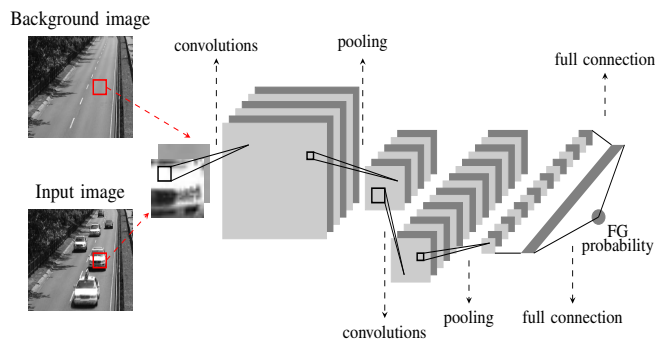 Background image
convolutions
pooling
full connection
Input image
FG
probability
convolutions
pooling
full connection